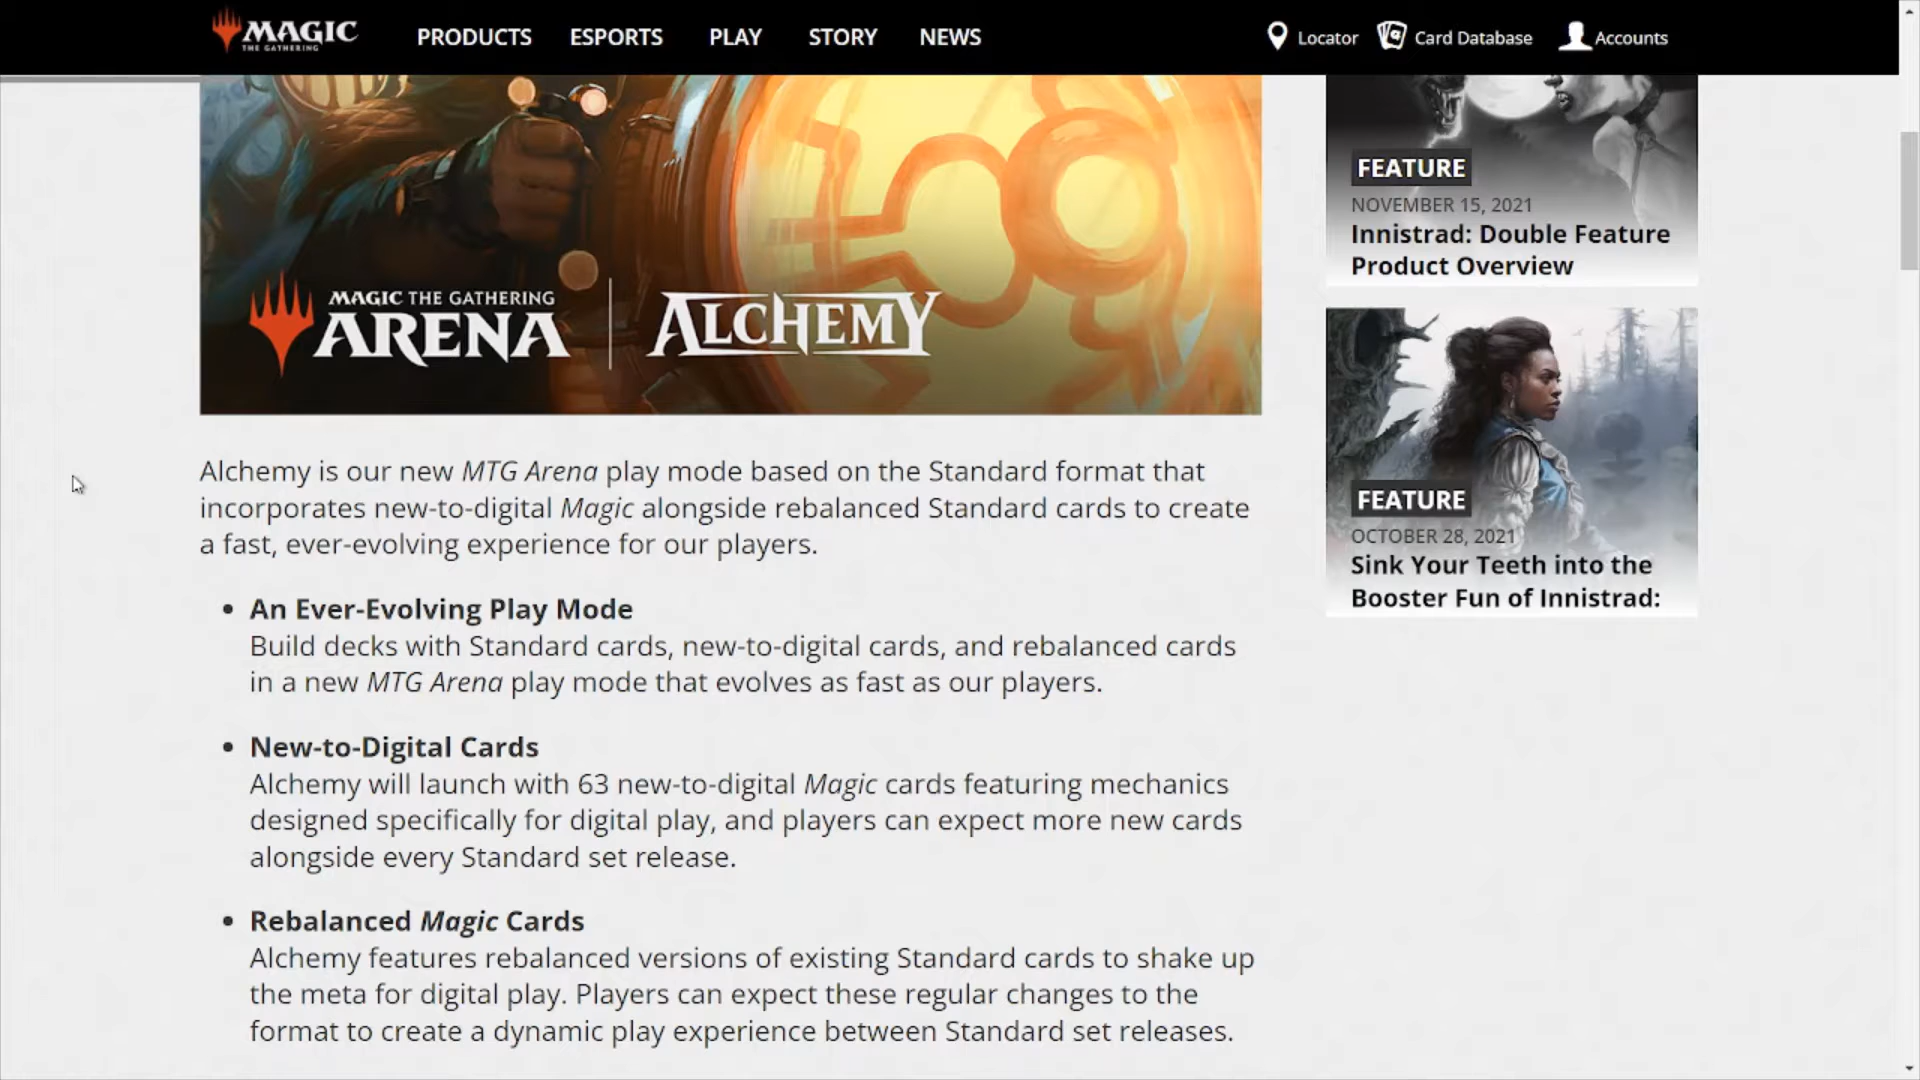 MAGIC
THE GATHERING
PRODUCTS
ESPORTS
PLAY
STORY
NEWS
Locator
Card Database
Accounts
MAGIC THE GATHERING
ARENA
ALCHEMY
Alchemy is our new MTG Arena play mode based on the Standard format that
incorporates new-to-digital Magic alongside rebalanced Standard cards to create
a fast, ever-evolving experience for our players.
• An Ever-Evolving Play Mode
Build decks with Standard cards, new-to-digital cards, and rebalanced cards
in a new MTG Arena play mode that evolves as fast as our players.
• New-to-Digital Cards
Alchemy will launch with 63 new-to-digital Magic cards featuring mechanics
designed specifically for digital play, and players can expect more new cards
alongside every Standard set release.
• Rebalanced Magic Cards
Alchemy features rebalanced versions of existing Standard cards to shake up
the meta for digital play. Players can expect these regular changes to the
format to create a dynamic play experience between Standard set releases.
FEATURE
NOVEMBER 15, 2021
Innistrad: Double Feature
Product Overview
FEATURE
OCTOBER 28, 2021
Sink Your Teeth into the
Booster Fun of Innistrad: